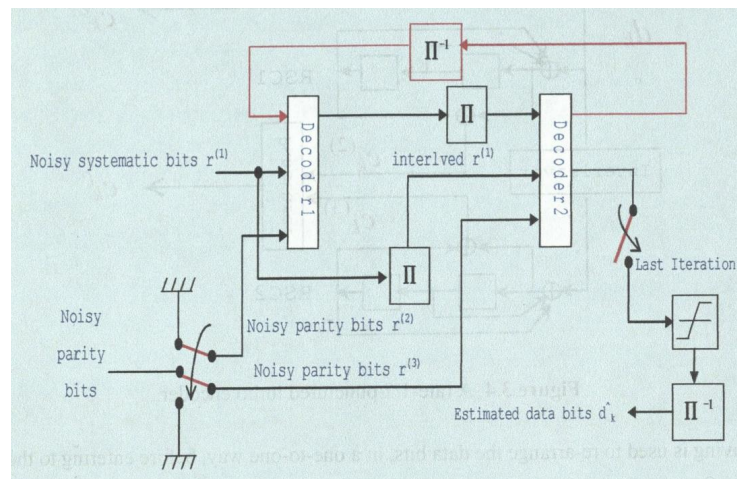 ∏⁻¹
∏
Decoder1
Decoder2
Noisy systematic bits r⁽¹⁾
interlved r⁽¹⁾
∏
Last Iteration
Noisy
parity
bits
Noisy parity bits r⁽²⁾
Noisy parity bits r⁽³⁾
Estimated data bits d̂ₖ
∏⁻¹